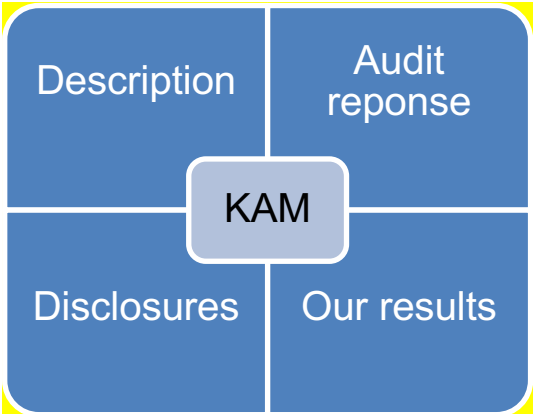 Description
Audit
reponse
KAM
Disclosures
Our results